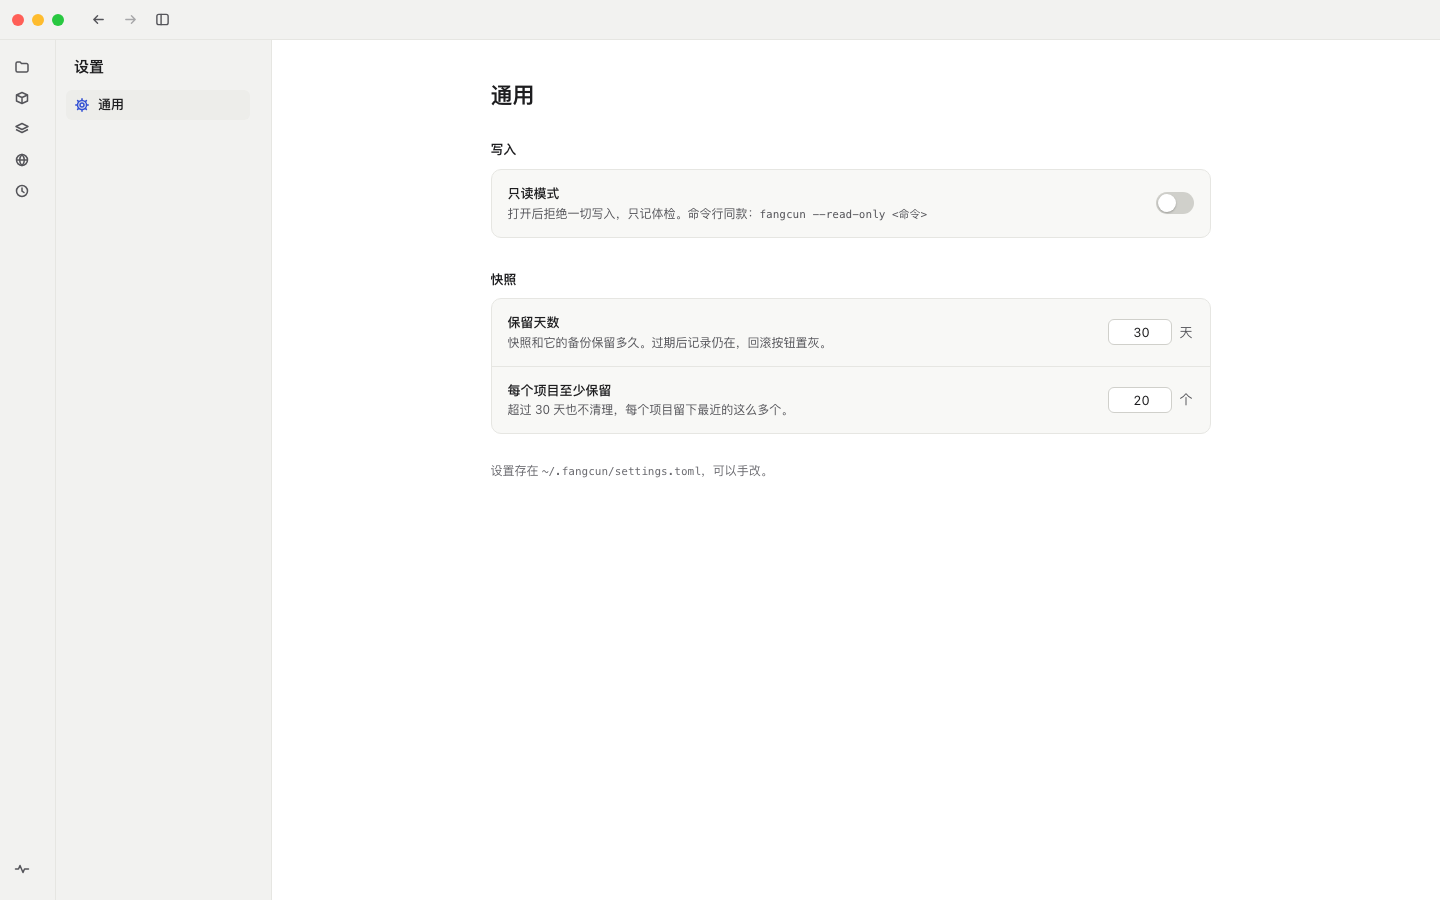 设置
通用
通用
写入
只读模式
打开后拒绝一切写入，只记体检。命令行同款：fangcun --read-only <命令>
快照
保留天数
快照和它的备份保留多久。过期后记录仍在，回滚按钮置灰。
30 天
每个项目至少保留
超过 30 天也不清理，每个项目留下最近的这么多个。
20 个
设置存在 ~/.fangcun/settings.toml，可以手改。